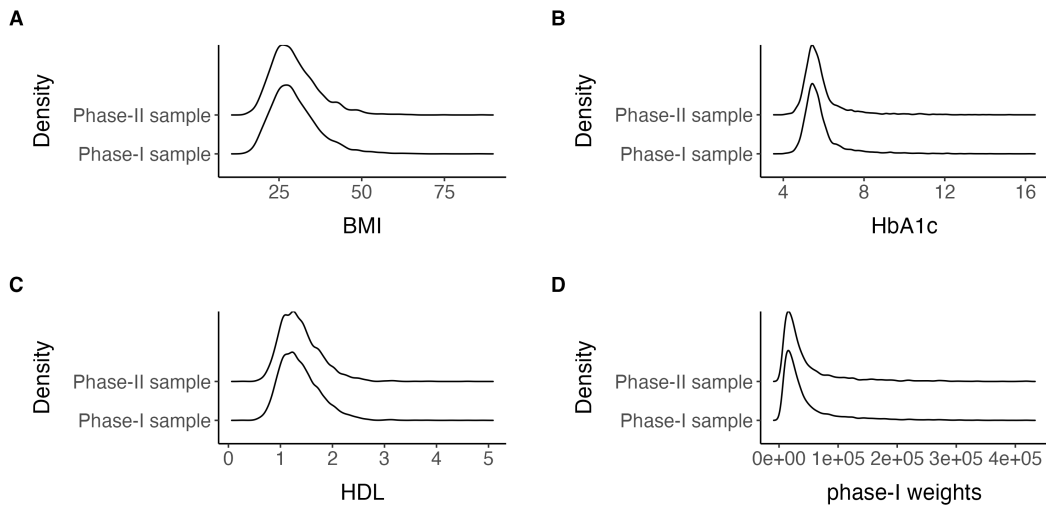 A
Density
Phase-II sample
Phase-I sample
25 50 75
BMI
B
Density
Phase-II sample
Phase-I sample
4 8 12 16
HbA1c
C
Density
Phase-II sample
Phase-I sample
0 1 2 3 4 5
HDL
D
Density
Phase-II sample
Phase-I sample
0e+00 1e+05 2e+05 3e+05 4e+05
phase-I weights